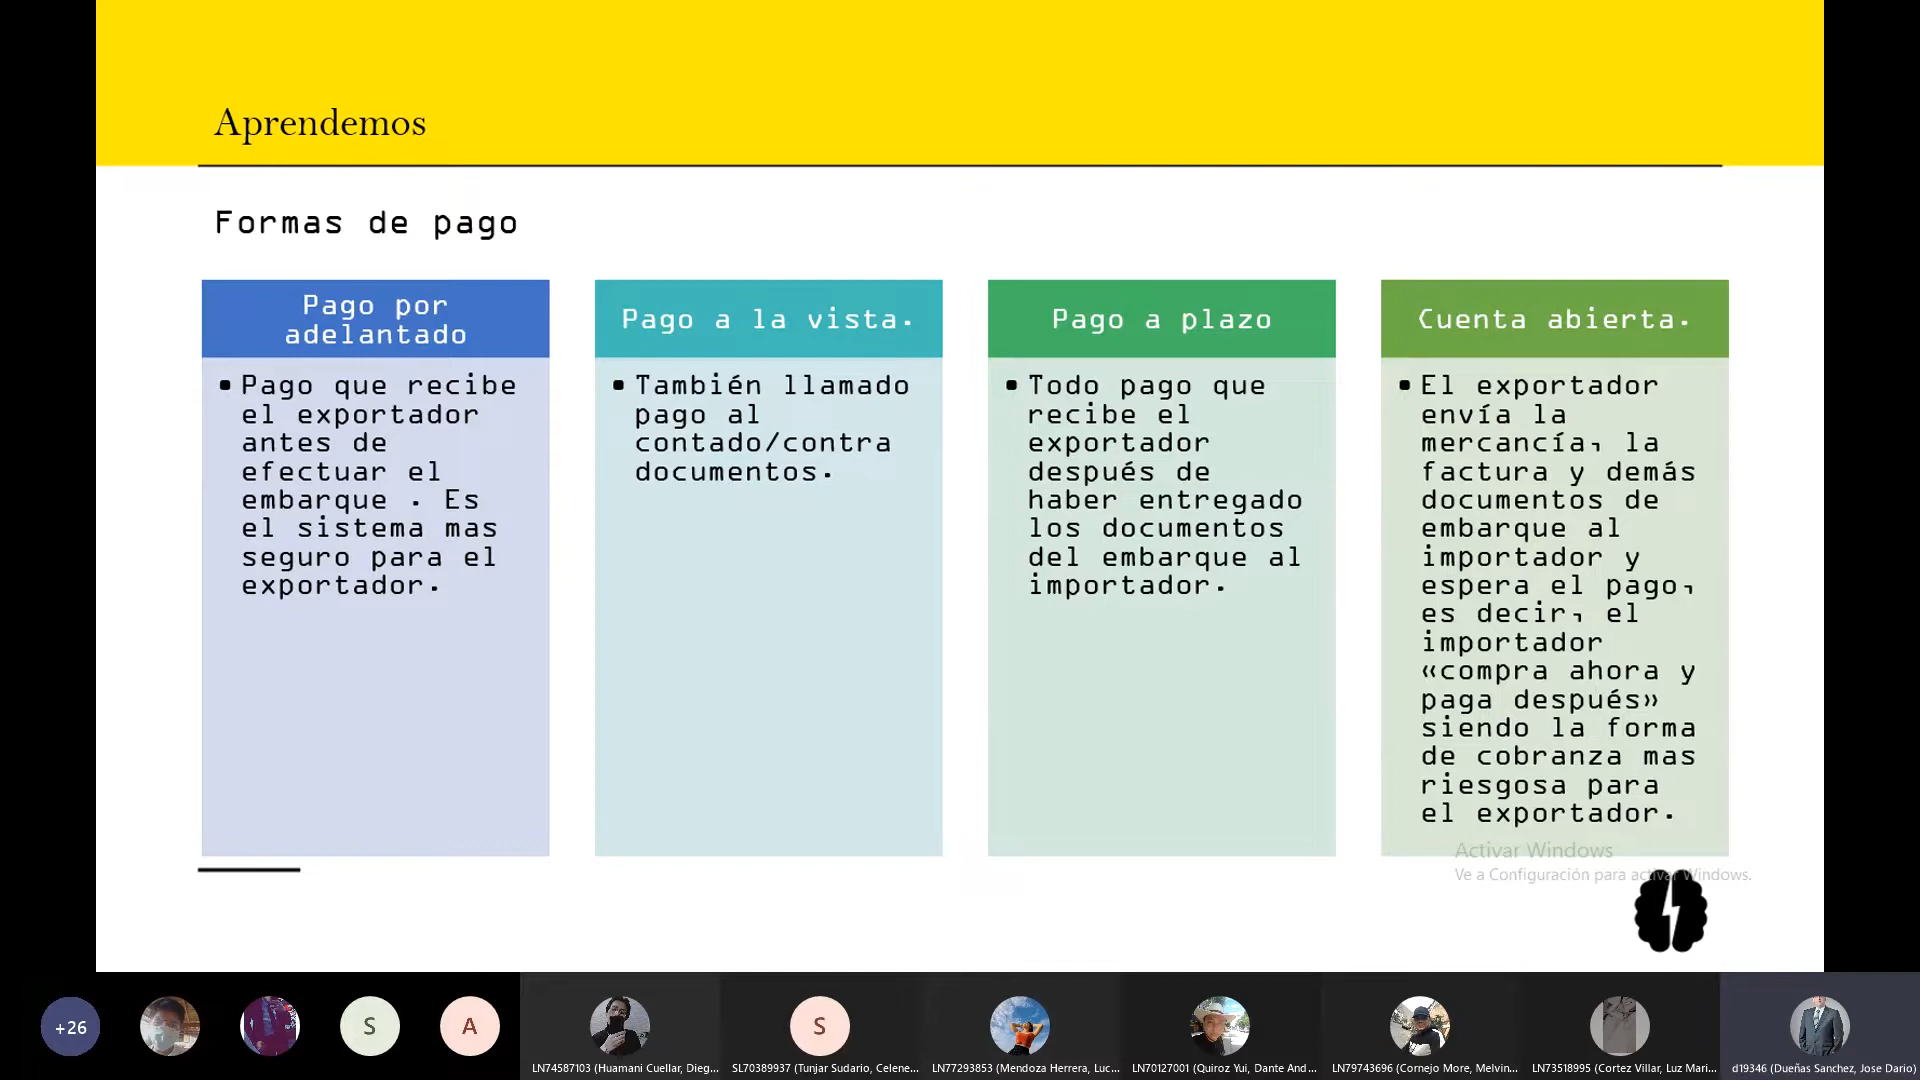 Aprendemos
Formas de pago
Pago por
adelantado
▪ Pago que recibe
el exportador
antes de
efectuar el
embarque . Es
el sistema mas
seguro para el
exportador.
Pago a la vista.
▪ También llamado
pago al
contado/contra
documentos.
Pago a plazo
▪ Todo pago que
recibe el
exportador
después de
haber entregado
los documentos
del embarque al
importador.
Cuenta abierta.
▪ El exportador
envía la
mercancía, la
factura y demás
documentos de
embarque al
importador y
espera el pago,
es decir, el
importador
«compra ahora y
paga después»
siendo la forma
de cobranza mas
riesgosa para
el exportador.
Activar Windows
Ve a Configuración para activar Windows.
+26
S
A
S
LN74587103 (Huamani Cuellar, Dieg...
SL70389937 (Tunjar Sudario, Celene...
LN77293853 (Mendoza Herrera, Luc...
LN70127001 (Quiroz Yui, Dante And...
LN79743696 (Cornejo More, Melvin...
LN73518995 (Cortez Villar, Luz Mari...
d19346 (Dueñas Sanchez, Jose Dario)